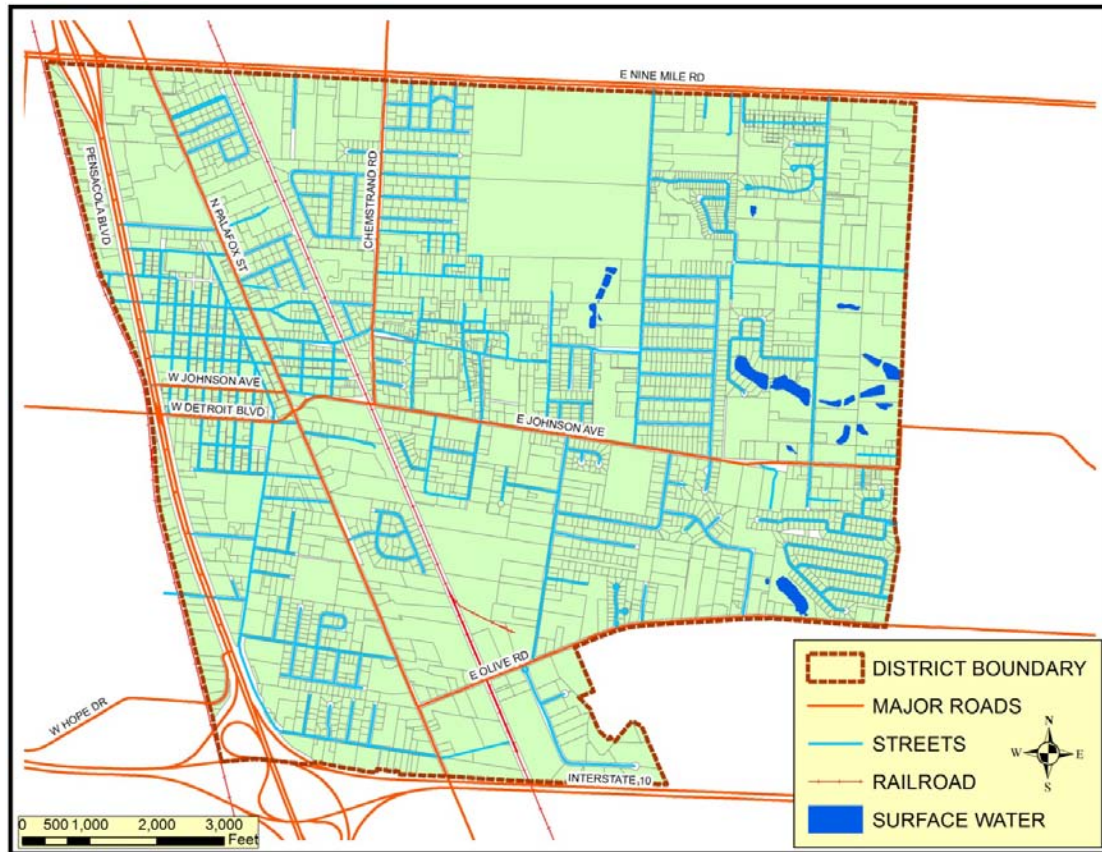 E NINE MILE RD
PENSACOLA BLVD
N PALAFOX ST
CHEMSTRAND RD
W JOHNSON AVE
W DETROIT BLVD
E JOHNSON AVE
E OLIVE RD
W HOPE DR
INTERSTATE 10
DISTRICT BOUNDARY
MAJOR ROADS
STREETS
RAILROAD
SURFACE WATER
N
W E
S
0 500 1,000 2,000 3,000
Feet